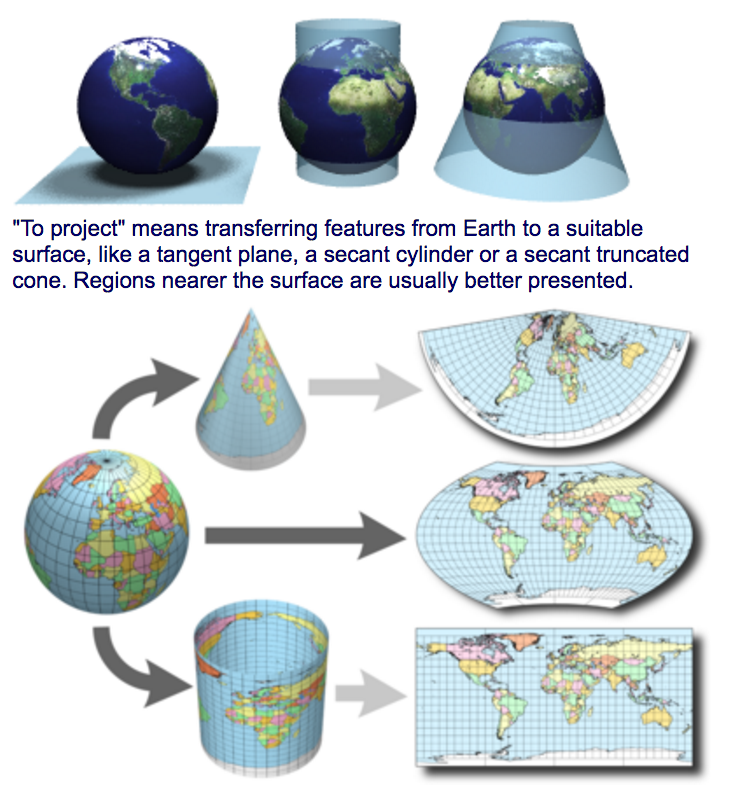 "To project" means transferring features from Earth to a suitable
surface, like a tangent plane, a secant cylinder or a secant truncated
cone. Regions nearer the surface are usually better presented.